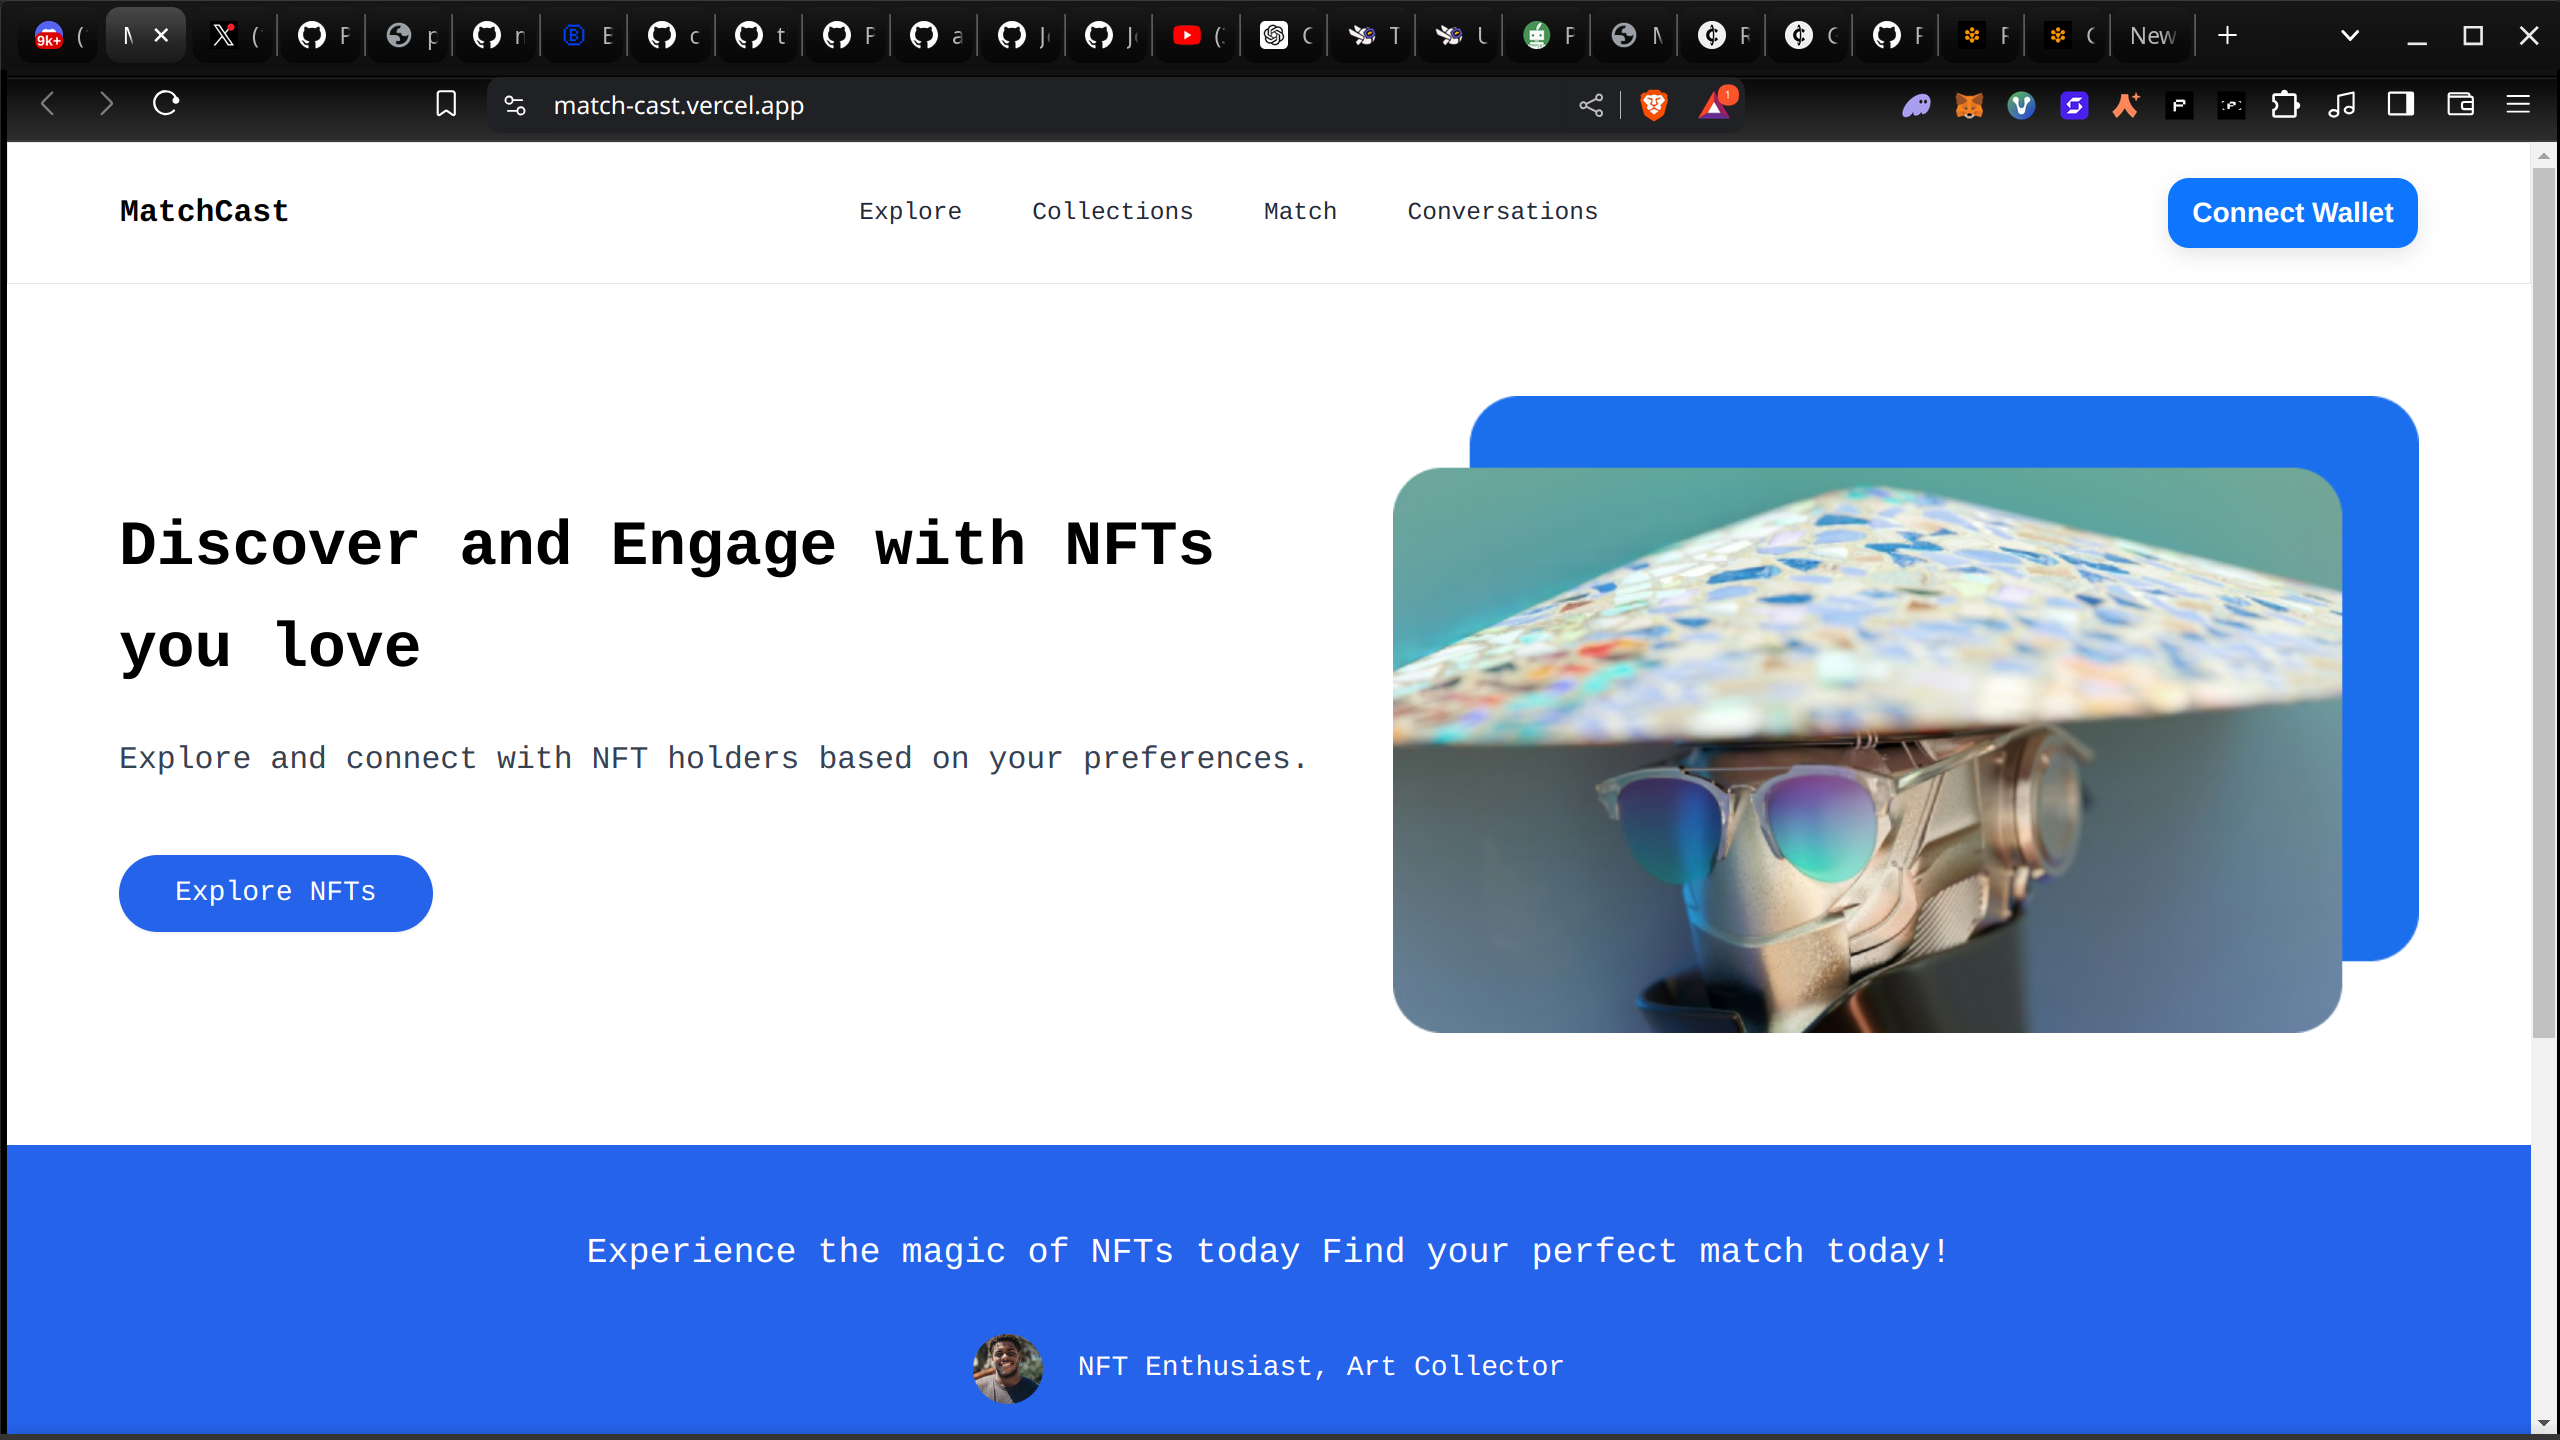 9k+
New
match-cast.vercel.app
1
MatchCast
Explore
Collections
Match
Conversations
Connect Wallet
Discover and Engage with NFTs
you love
Explore and connect with NFT holders based on your preferences.
Explore NFTs
Experience the magic of NFTs today Find your perfect match today!
NFT Enthusiast, Art Collector